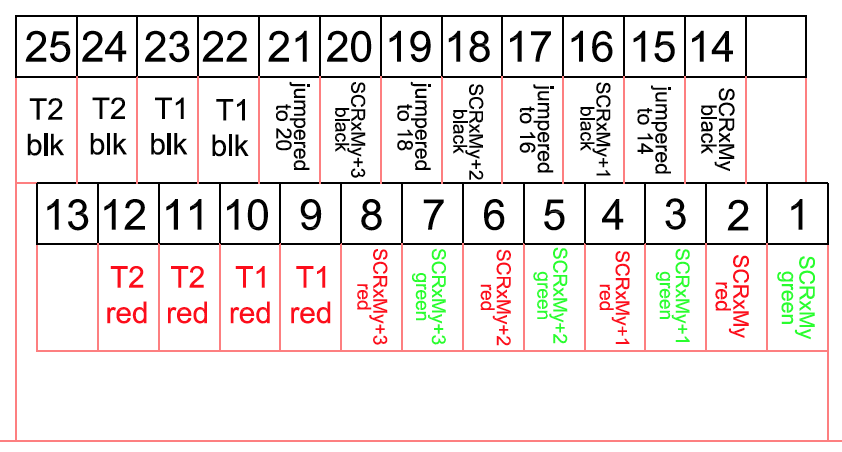 25 24 23 22 21 20 19 18 17 16 15 14
T2 blk
T2 blk
T1 blk
T1 blk
jumpered to 20
SCRxMy+3 black
jumpered to 18
SCRxMy+2 black
jumpered to 16
SCRxMy+1 black
jumpered to 14
SCRxMy black
13 12 11 10 9 8 7 6 5 4 3 2 1
T2 red
T2 red
T1 red
T1 red
SCRxMy+3 red
SCRxMy+3 green
SCRxMy+2 red
SCRxMy+2 green
SCRxMy+1 red
SCRxMy+1 green
SCRxMy red
SCRxMy green